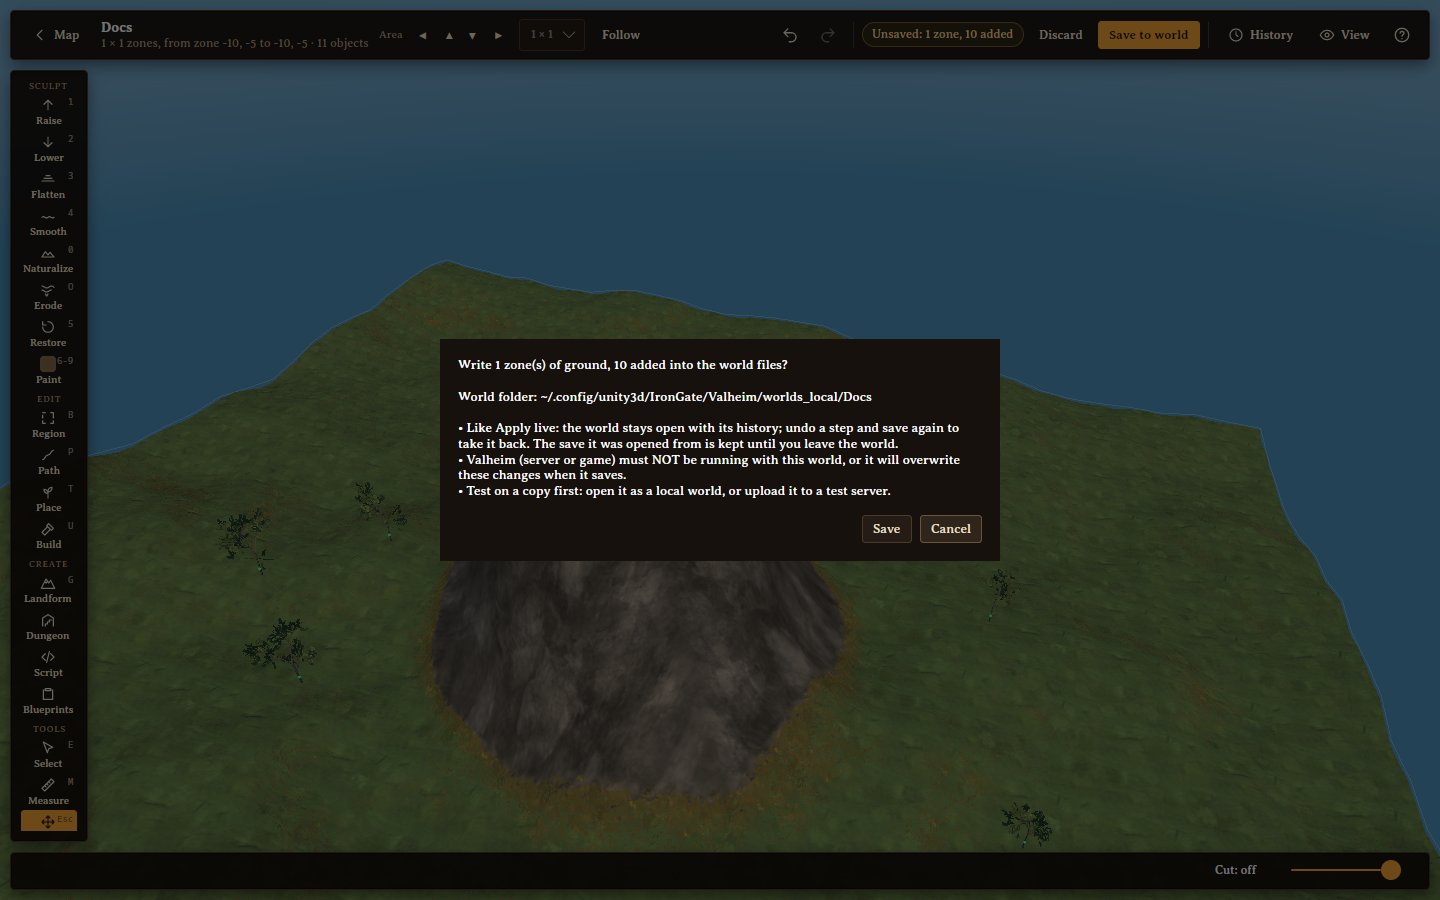 Map
Docs
1 × 1 zones, from zone -10, -5 to -10, -5 · 11 objects
Area
1 × 1
Follow
Unsaved: 1 zone, 10 added
Discard
Save to world
History
View
SCULPT
Raise 1
Lower 2
Flatten 3
Smooth 4
Naturalize 0
Erode O
Restore 5
Paint 6-9
EDIT
Region B
Path P
Place T
Build U
CREATE
Landform G
Dungeon
Script
Blueprints
TOOLS
Select E
Measure M
Esc
Write 1 zone(s) of ground, 10 added into the world files?
World folder: ~/.config/unity3d/IronGate/Valheim/worlds_local/Docs
• Like Apply live: the world stays open with its history; undo a step and save again to
take it back. The save it was opened from is kept until you leave the world.
• Valheim (server or game) must NOT be running with this world, or it will overwrite
these changes when it saves.
• Test on a copy first: open it as a local world, or upload it to a test server.
Save
Cancel
Cut: off